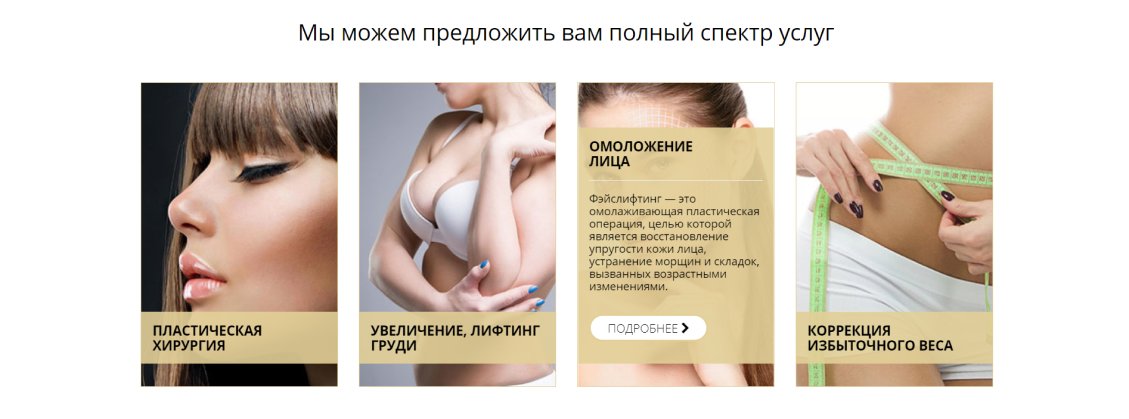 Мы можем предложить вам полный спектр услуг
ПЛАСТИЧЕСКАЯ
ХИРУРГИЯ
УВЕЛИЧЕНИЕ, ЛИФТИНГ
ГРУДИ
ОМОЛОЖЕНИЕ
ЛИЦА
Фэйслифтинг — это
омолаживающая пластическая
операция, целью которой
является восстановление
упругости кожи лица,
устранение морщин и складок,
вызванных возрастными
изменениями.
ПОДРОБНЕЕ
КОРРЕКЦИЯ
ИЗБЫТОЧНОГО ВЕСА